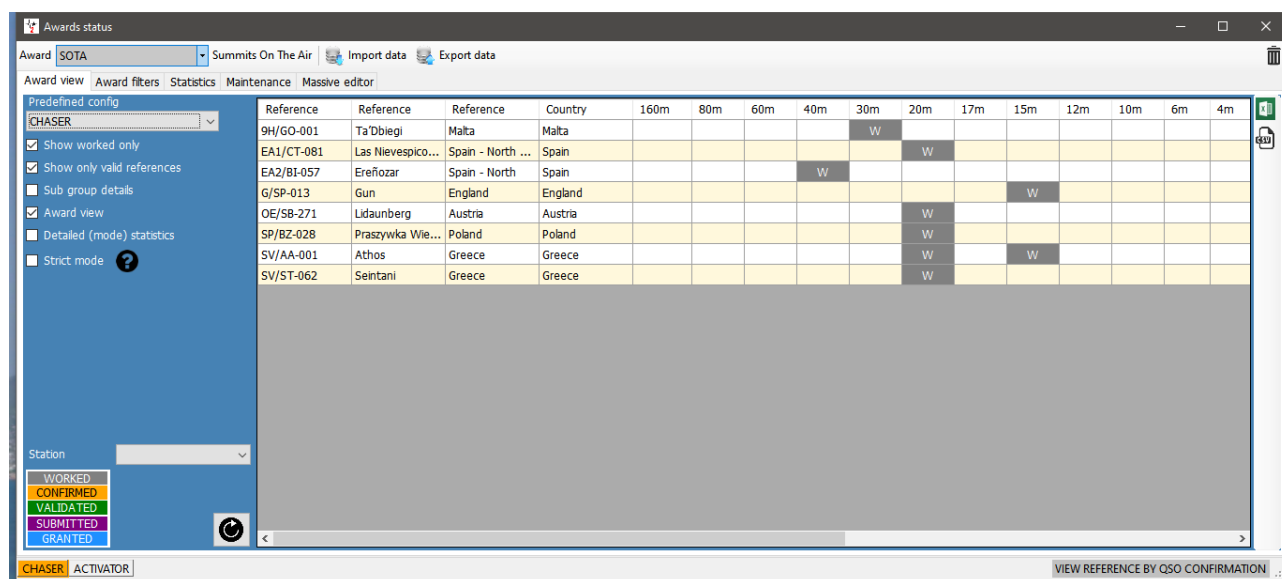 Awards status
Award SOTA Summits On The Air Import data Export data
Award view Award filters Statistics Maintenance Massive editor
Predefined config
CHASER
Show worked only
Show only valid references
Sub group details
Award view
Detailed (mode) statistics
Strict mode ?
Reference Reference Reference Country 160m 80m 60m 40m 30m 20m 17m 15m 12m 10m 6m 4m
9H/GO-001 Ta'Dbiegi Malta Malta W
EA1/CT-081 Las Nievespico... Spain - North ... Spain W
EA2/BI-057 Ereñozar Spain - North Spain W
G/SP-013 Gun England England W
OE/SB-271 Lidaunberg Austria Austria W
SP/BZ-028 Praszywka Wie... Poland Poland W
SV/AA-001 Athos Greece Greece W W
SV/ST-062 Seintani Greece Greece W
CSV
Station
WORKED
CONFIRMED
VALIDATED
SUBMITTED
GRANTED
CHASER ACTIVATOR VIEW REFERENCE BY QSO CONFIRMATION